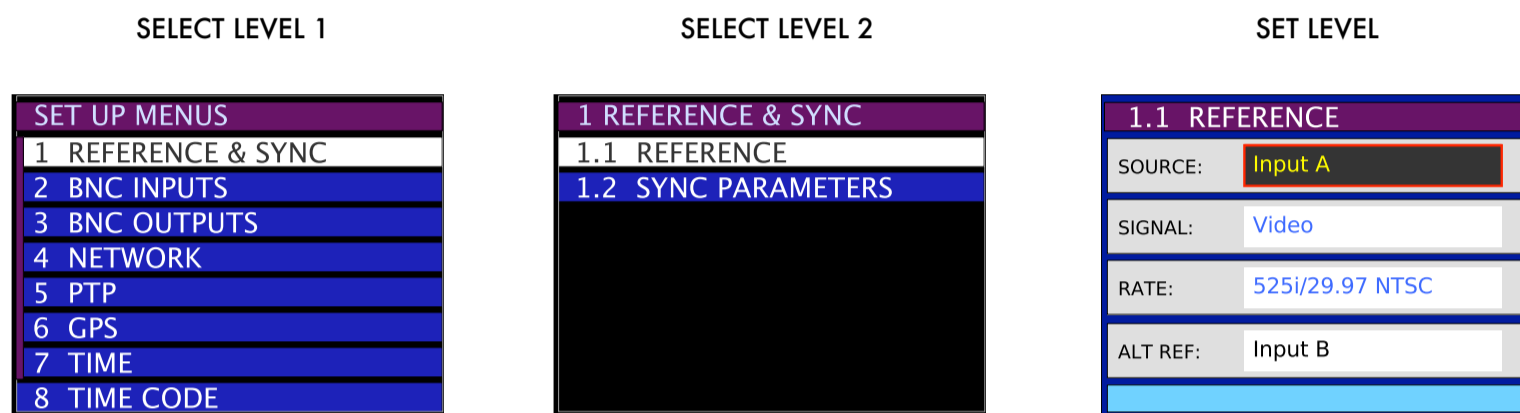 SELECT LEVEL 1
SELECT LEVEL 2
SET LEVEL
SET UP MENUS
1 REFERENCE & SYNC
2 BNC INPUTS
3 BNC OUTPUTS
4 NETWORK
5 PTP
6 GPS
7 TIME
8 TIME CODE
1 REFERENCE & SYNC
1.1 REFERENCE
1.2 SYNC PARAMETERS
1.1 REFERENCE
SOURCE: Input A
SIGNAL: Video
RATE: 525i/29.97 NTSC
ALT REF: Input B